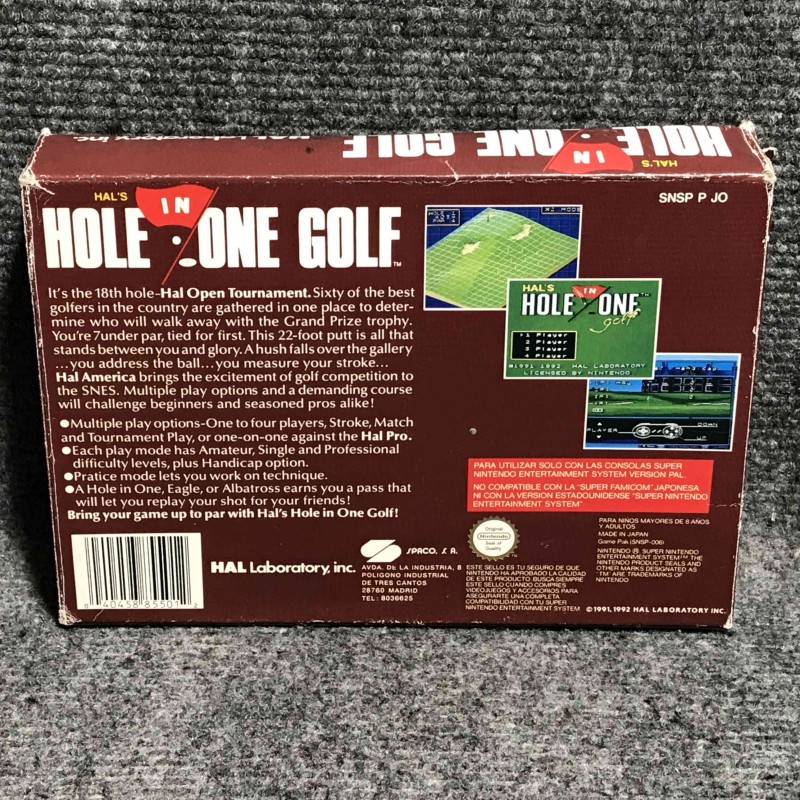 HAL Laboratory, Inc.
HAL'S
HOLE IN ONE GOLF
HAL'S
HOLE IN ONE GOLF™
SNSP P JO
It's the 18th hole–Hal Open Tournament. Sixty of the best
golfers in the country are gathered in one place to deter-
mine who will walk away with the Grand Prize trophy.
You're 7under par, tied for first. This 22-foot putt is all that
stands between you and glory. A hush falls over the gallery
...you address the ball...you measure your stroke...
Hal America brings the excitement of golf competition to
the SNES. Multiple play options and a demanding course
will challenge beginners and seasoned pros alike!
●Multiple play options-One to four players, Stroke, Match
and Tournament Play, or one-on-one against the Hal Pro.
●Each play mode has Amateur, Single and Professional
difficulty levels, plus Handicap option.
●Pratice mode lets you work on technique.
●A Hole in One, Eagle, or Albatross earns you a pass that
will let you replay your shot for your friends!
Bring your game up to par with Hal's Hole in One Golf!
HAL'S
HOLE IN ONE™
golf
▸1 Player
2 Player
3 Player
4 Player
©1991 1992 HAL LABORATORY
LICENSED BY NINTENDO
PLAYER
DOWN
UP
PARA UTILIZAR SOLO CON LAS CONSOLAS SUPER
NINTENDO ENTERTAINMENT SYSTEM VERSION PAL.
NO COMPATIBLE CON LA "SUPER FAMICOM" JAPONESA
NI CON LA VERSION ESTADOUNIDENSE "SUPER NINTENDO
ENTERTAINMENT SYSTEM"
8 40458 85501 2
HAL Laboratory, inc.
SPACO, S. A.
AVDA. DE LA INDUSTRIA, 8
POLIGONO INDUSTRIAL
DE TRES CANTOS
28760 MADRID
TEL: 8036625
Original
Nintendo
Seal of
Quality
ESTE SELLO ES TU SEGURO DE QUE
NINTENDO HA APROBADO LA CALIDAD
DE ESTE PRODUCTO. BUSCA SIEMPRE
ESTE SELLO CUANDO COMPRES
VIDEOJUEGOS Y ACCESORIOS PARA
ASEGURARTE UNA COMPLETA
COMPATIBILIDAD CON TU SUPER
NINTENDO ENTERTAINMENT SYSTEM
PARA NIÑOS MAYORES DE 8 AÑOS
Y ADULTOS
MADE IN JAPAN
Game Pak (SNSP-006)
NINTENDO ®, SUPER NINTENDO
ENTERTAINMENT SYSTEM™ THE
NINTENDO PRODUCT SEALS AND
OTHER MARKS DESIGNATED AS
"TM" ARE TRADEMARKS OF
NINTENDO
©1991, 1992 HAL LABORATORY INC.